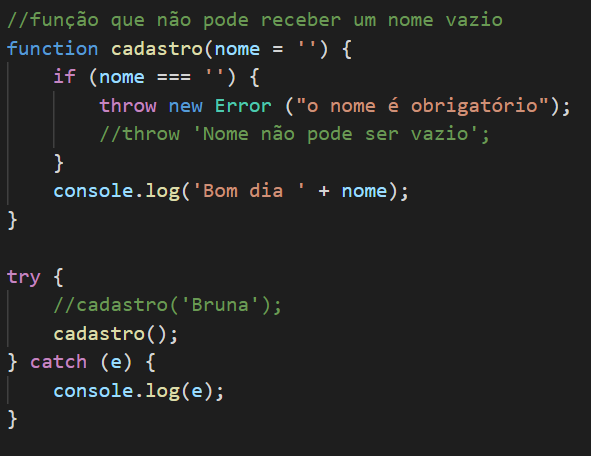 //função que não pode receber um nome vazio
function cadastro(nome = '') {
    if (nome === '') {
        throw new Error ("o nome é obrigatório");
        //throw 'Nome não pode ser vazio';
    }
    console.log('Bom dia ' + nome);
}

try {
    //cadastro('Bruna');
    cadastro();
} catch (e) {
    console.log(e);
}